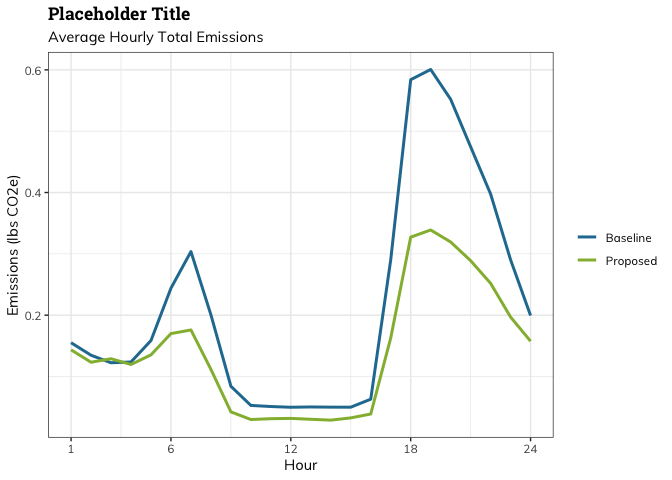 Placeholder Title
Average Hourly Total Emissions
Emissions (lbs CO2e)
0.6
0.4
0.2
1 6 12 18 24
Hour
Baseline
Proposed